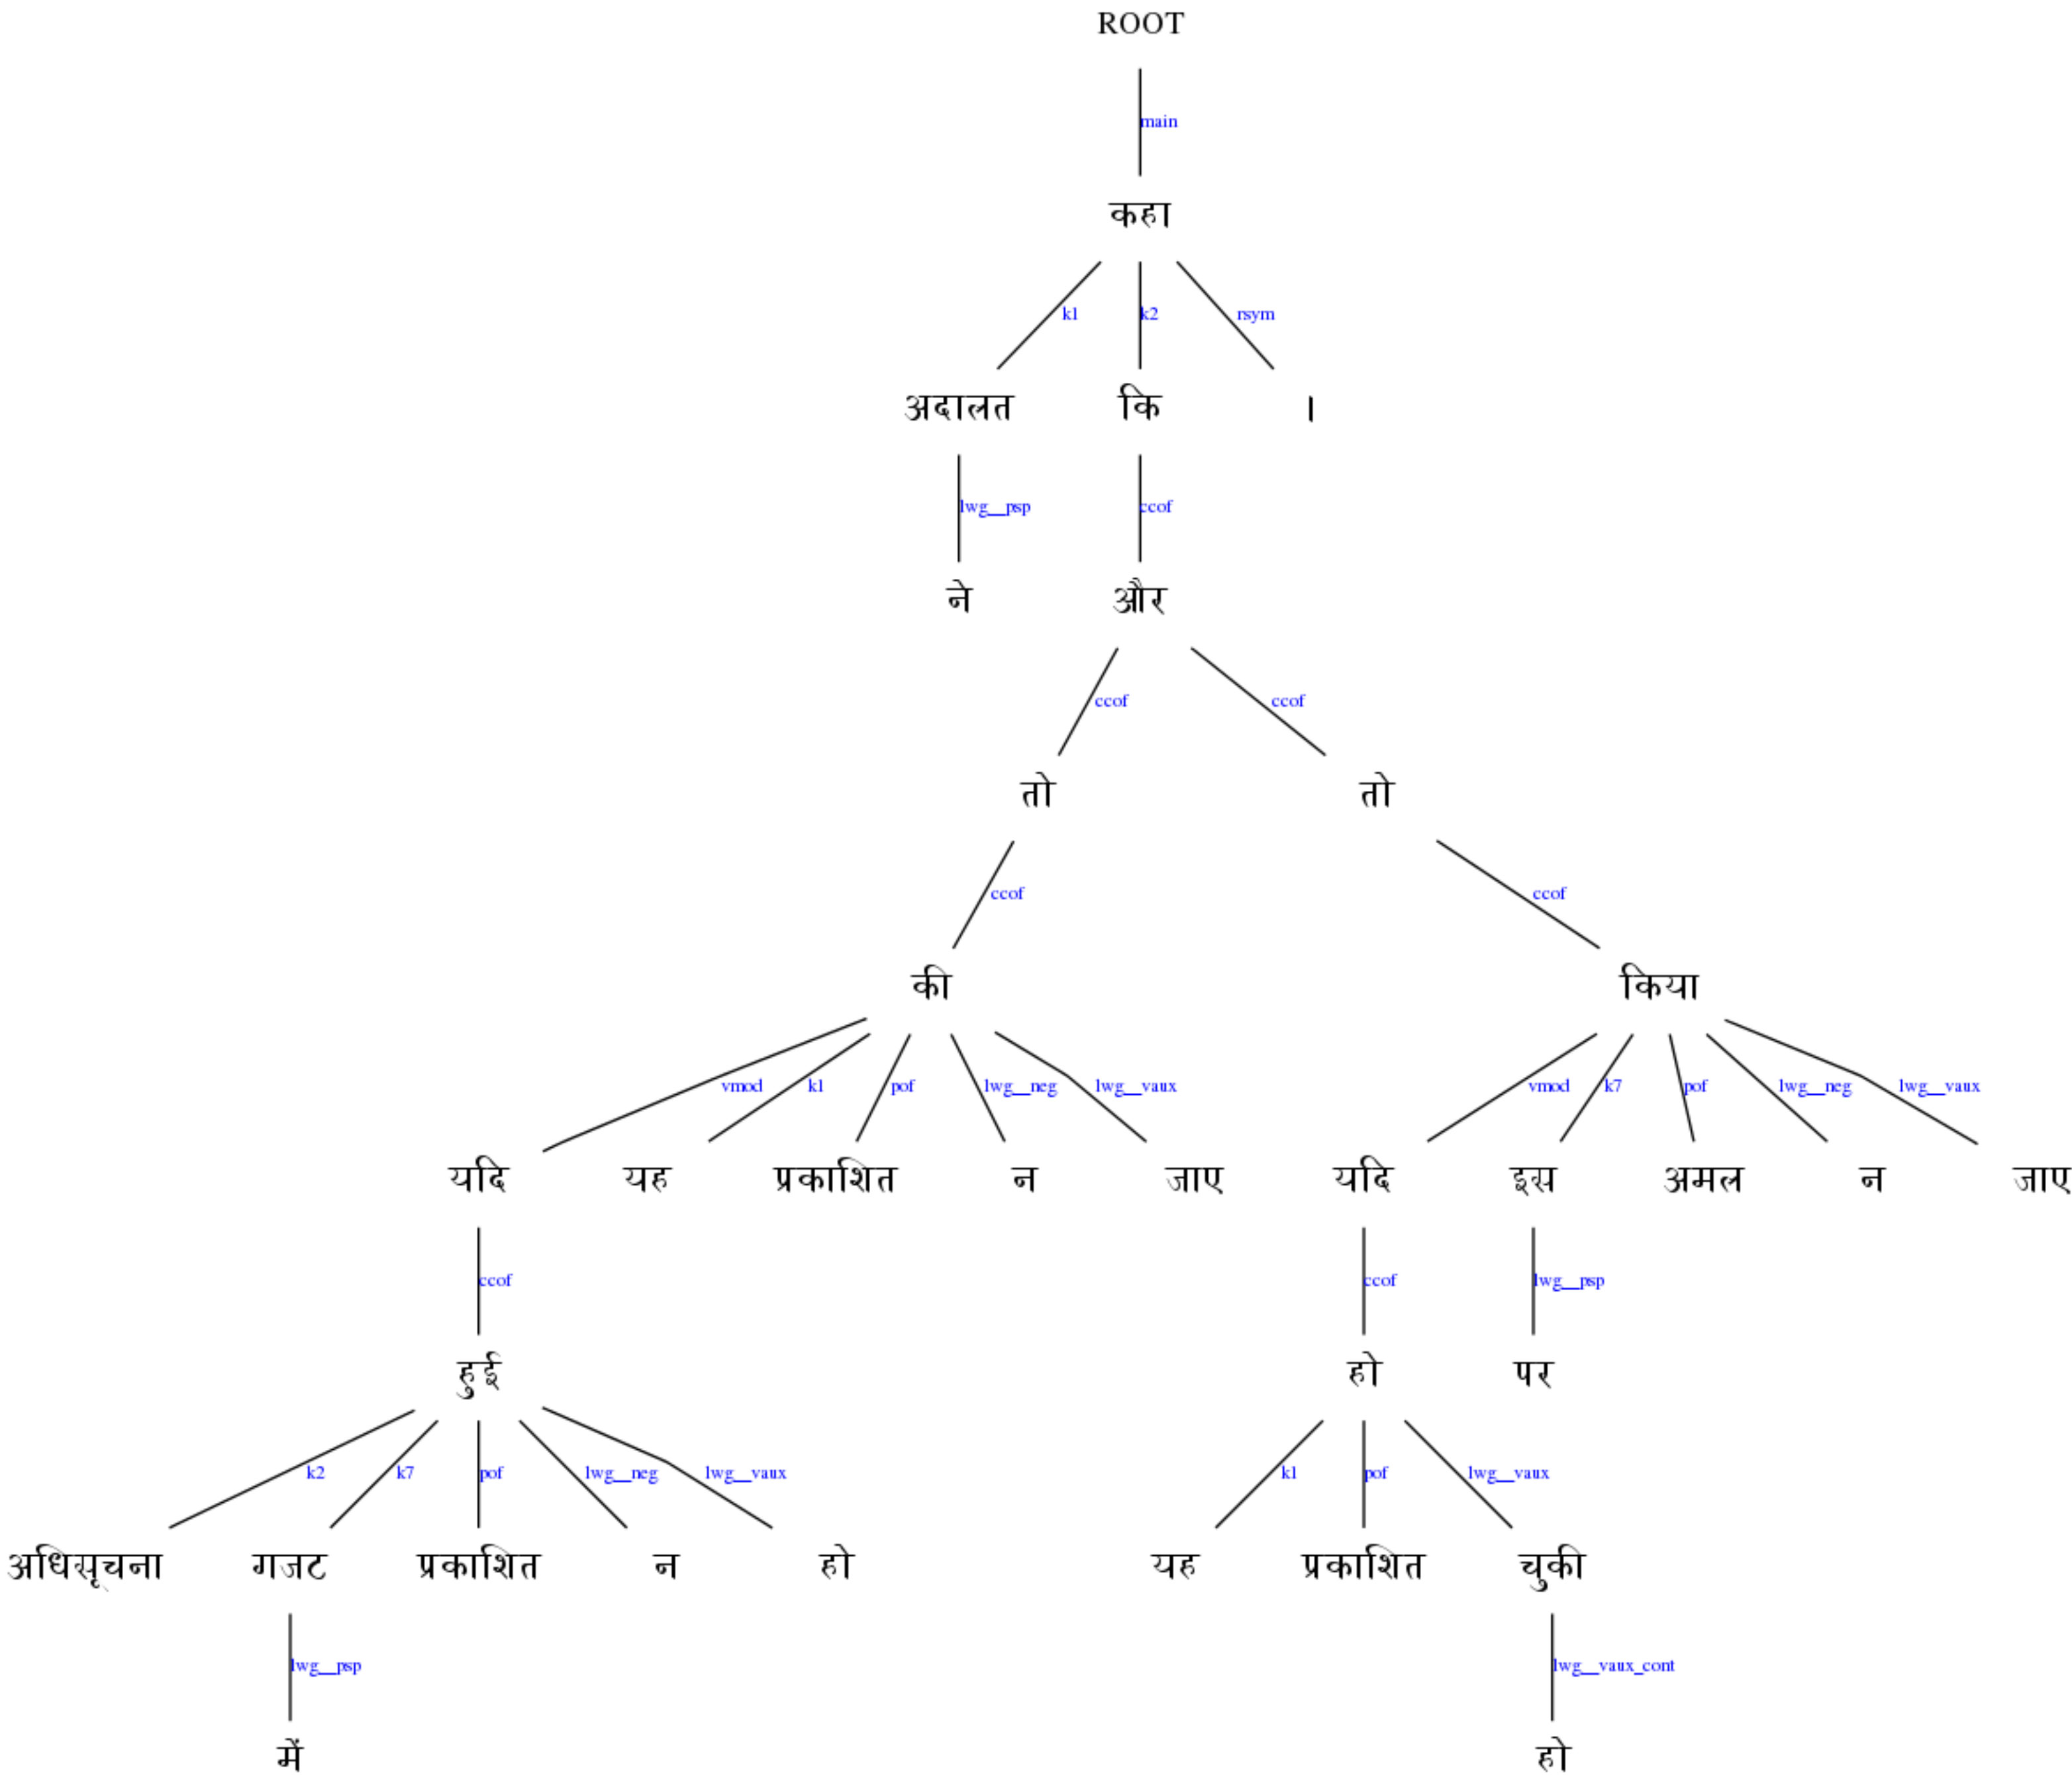 ROOT
main
कहा
k1 k2 rsym
अदालत कि ।
lwg__psp ccof
ने और
ccof ccof
तो तो
ccof ccof
की किया
vmod k1 pof lwg__neg lwg__vaux vmod k7 pof lwg__neg lwg__vaux
यदि यह प्रकाशित न जाए यदि इस अमल न जाए
ccof ccof lwg__psp
हुई हो पर
k2 k7 pof lwg__neg lwg__vaux k1 pof lwg__vaux
अधिसूचना गजट प्रकाशित न हो यह प्रकाशित चुकी
lwg__psp lwg__vaux_cont
में हो